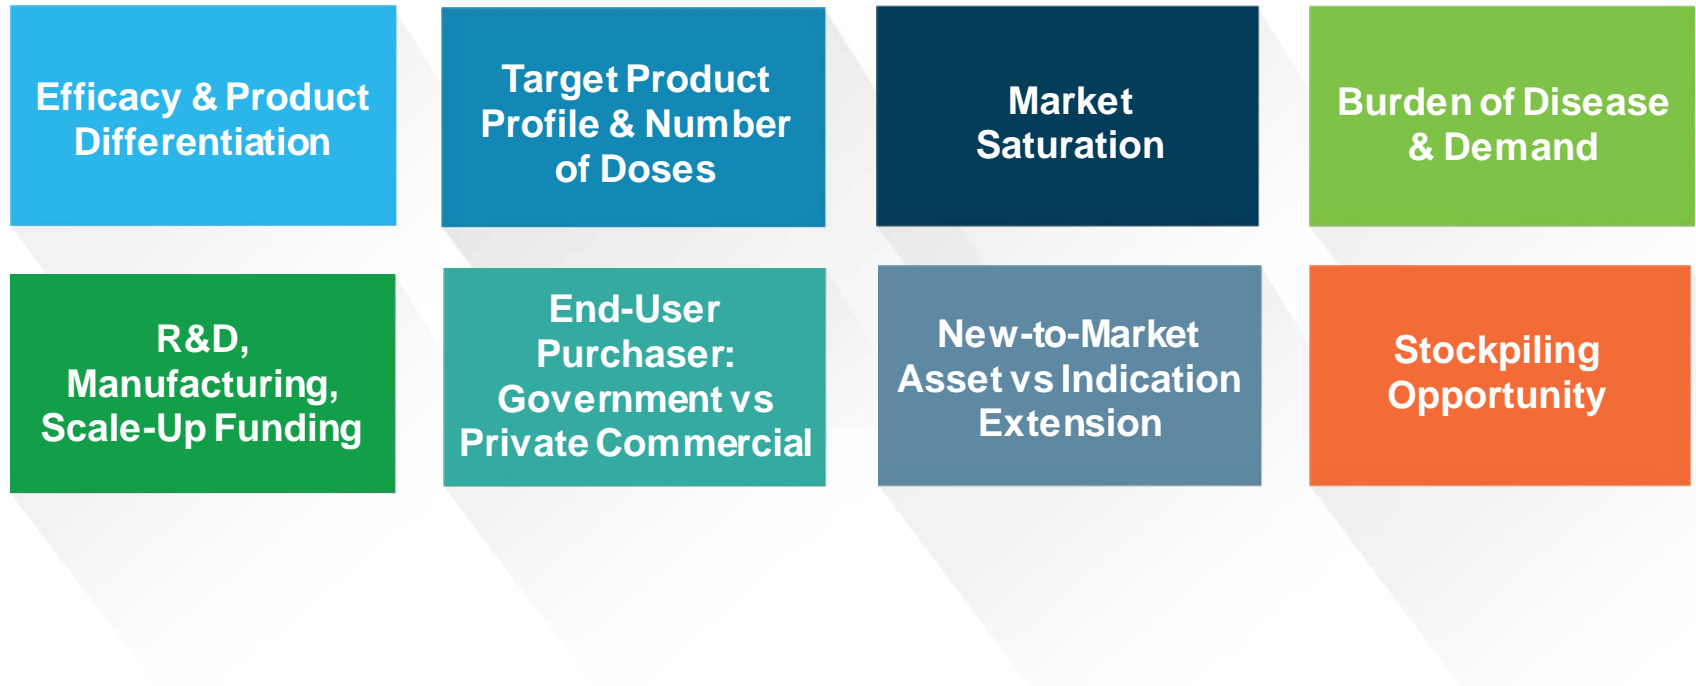 Efficacy & Product
Differentiation
Target Product
Profile & Number
of Doses
Market
Saturation
Burden of Disease
& Demand
R&D,
Manufacturing,
Scale-Up Funding
End-User
Purchaser:
Government vs
Private Commercial
New-to-Market
Asset vs Indication
Extension
Stockpiling
Opportunity